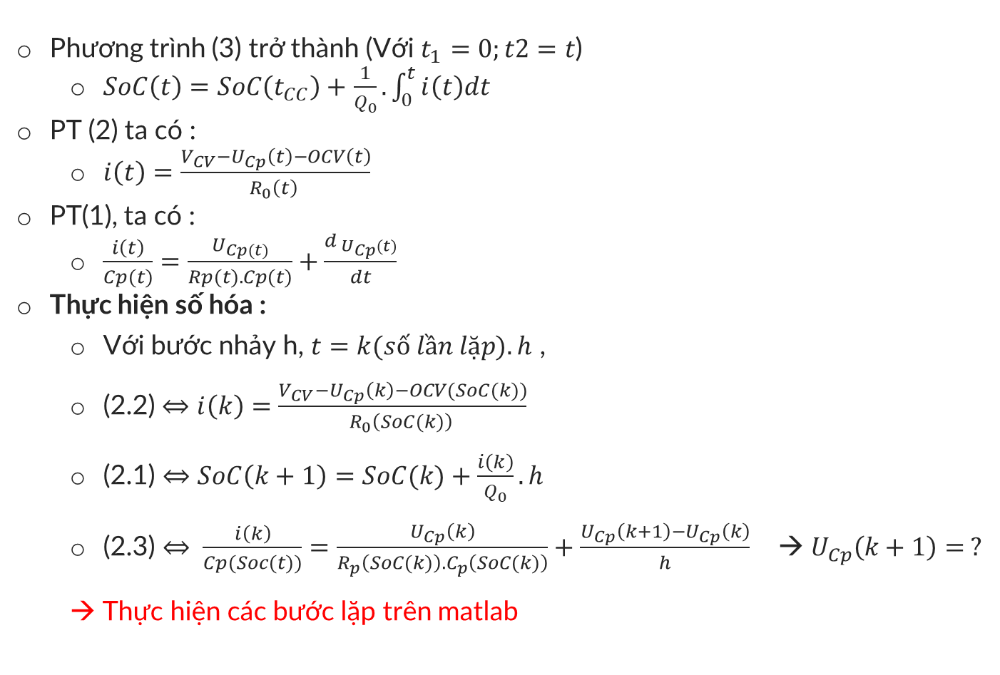 ○ Phương trình (3) trở thành (Với $t_1 = 0; t2 = t$)
○ $SoC(t) = SoC(t_{CC}) + \frac{1}{Q_0} . \int_0^t i(t)dt$
○ PT (2) ta có :
○ $i(t) = \frac{V_{CV} - U_{Cp}(t) - OCV(t)}{R_0(t)}$
○ PT(1), ta có :
○ $\frac{i(t)}{Cp(t)} = \frac{U_{Cp(t)}}{Rp(t).Cp(t)} + \frac{d\ U_{Cp}(t)}{dt}$
○ Thực hiện số hóa :
○ Với bước nhảy h, $t = k(số lần lặp). h$ ,
○ (2.2) ⇔ $i(k) = \frac{V_{CV} - U_{Cp}(k) - OCV(SoC(k))}{R_0(SoC(k))}$
○ (2.1) ⇔ $SoC(k + 1) = SoC(k) + \frac{i(k)}{Q_0} . h$
○ (2.3) ⇔ $\frac{i(k)}{Cp(Soc(t))} = \frac{U_{Cp}(k)}{R_p(SoC(k)).C_p(SoC(k))} + \frac{U_{Cp}(k+1) - U_{Cp}(k)}{h}$ → $U_{Cp}(k + 1) = ?$
→ Thực hiện các bước lặp trên matlab